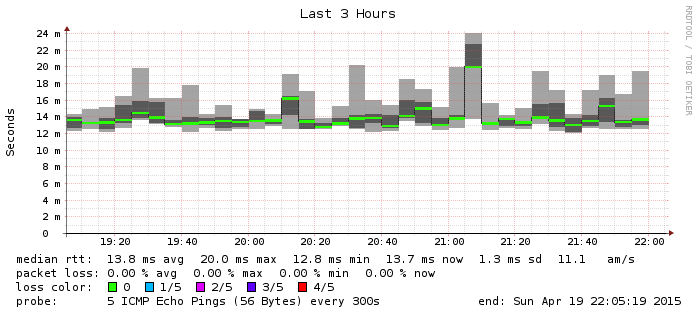 Last 3 Hours
RRDTOOL / TOBI OETIKER
Seconds
24 m
22 m
20 m
18 m
16 m
14 m
12 m
10 m
8 m
6 m
4 m
2 m
0
19:20 19:40 20:00 20:20 20:40 21:00 21:20 21:40 22:00
median rtt: 13.8 ms avg 20.0 ms max 12.8 ms min 13.7 ms now 1.3 ms sd 11.1 am/s
packet loss: 0.00 % avg 0.00 % max 0.00 % min 0.00 % now
loss color: 0 1/5 2/5 3/5 4/5
probe: 5 ICMP Echo Pings (56 Bytes) every 300s end: Sun Apr 19 22:05:19 2015